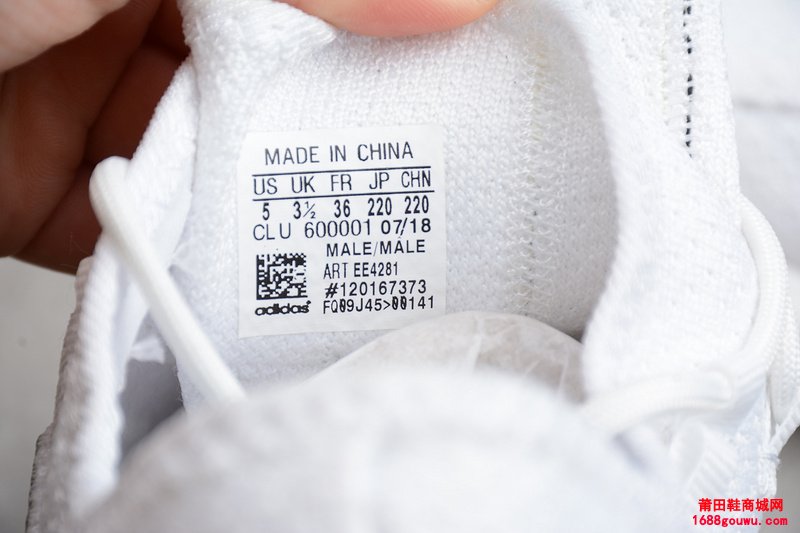 MADE IN CHINA
US UK FR JP CHN
5 3½ 36 220 220
CLU 600001 07/18
MALE/MÂLE
ART EE4281
#120167373
adidas FQ09J45>00141
莆田鞋商城网
1688gouwu.com